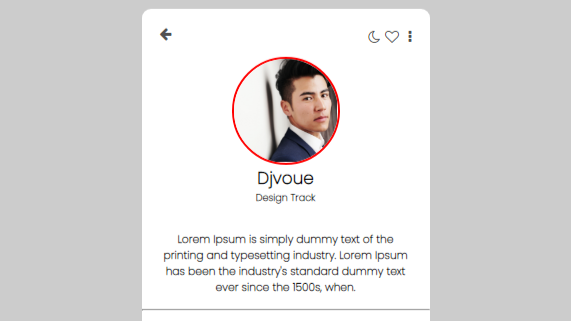 Djvoue
Design Track
Lorem Ipsum is simply dummy text of the
printing and typesetting industry. Lorem Ipsum
has been the industry's standard dummy text
ever since the 1500s, when.